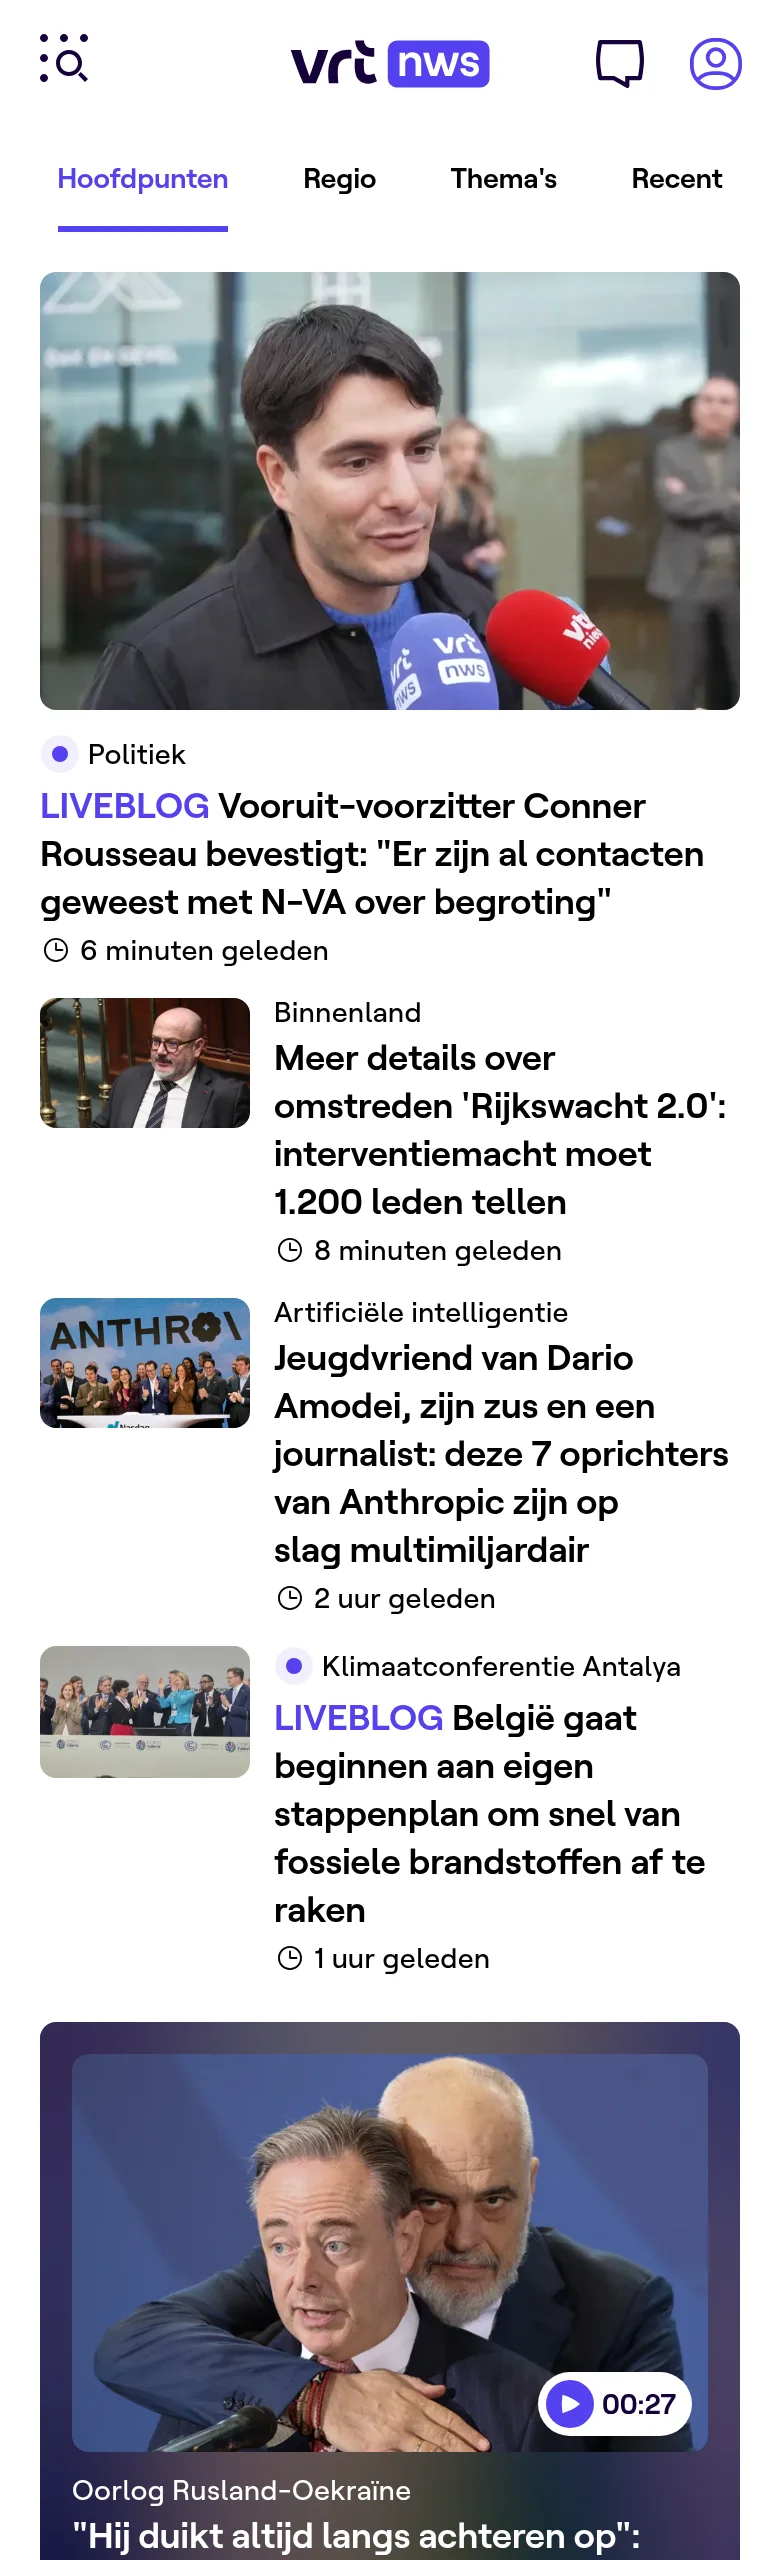 vrt nws
Hoofdpunten Regio Thema's Recent
vrt
nws
vrt
nws
Politiek
LIVEBLOG Vooruit-voorzitter Conner
Rousseau bevestigt: "Er zijn al contacten
geweest met N-VA over begroting"
6 minuten geleden
Binnenland
Meer details over
omstreden 'Rijkswacht 2.0':
interventiemacht moet
1.200 leden tellen
8 minuten geleden
ANTHRO
Nasdaq
Artificiële intelligentie
Jeugdvriend van Dario
Amodei, zijn zus en een
journalist: deze 7 oprichters
van Anthropic zijn op
slag multimiljardair
2 uur geleden
Klimaatconferentie Antalya
LIVEBLOG België gaat
beginnen aan eigen
stappenplan om snel van
fossiele brandstoffen af te
raken
1 uur geleden
00:27
Oorlog Rusland-Oekraïne
"Hij duikt altijd langs achteren op":